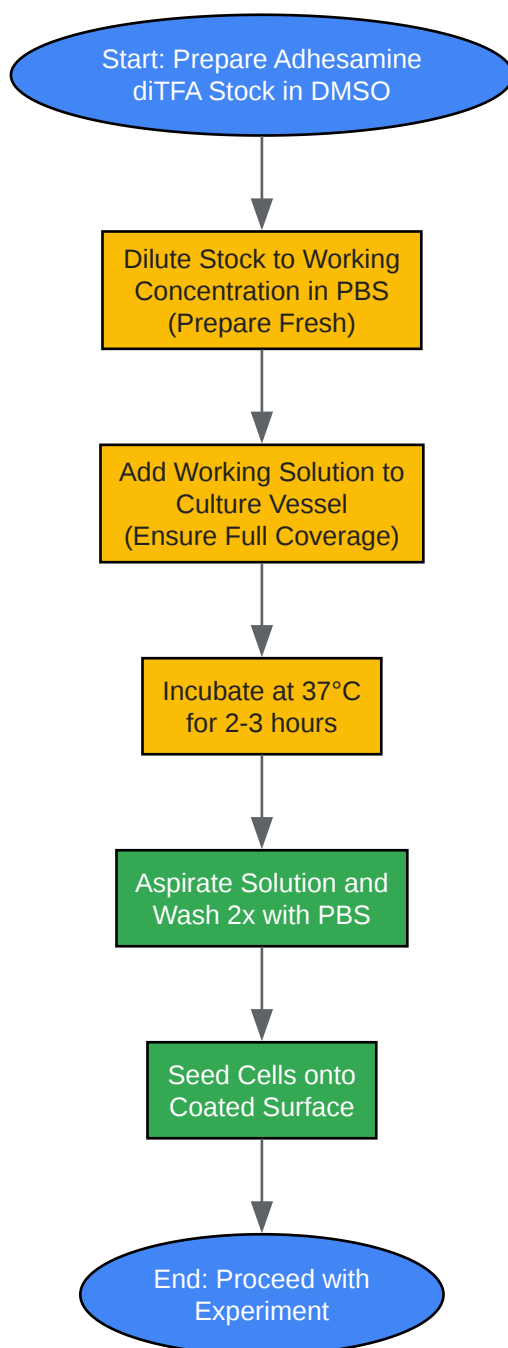 Start: Prepare Adhesamine
diTFA Stock in DMSO
Dilute Stock to Working
Concentration in PBS
(Prepare Fresh)
Add Working Solution to
Culture Vessel
(Ensure Full Coverage)
Incubate at 37°C
for 2-3 hours
Aspirate Solution and
Wash 2x with PBS
Seed Cells onto
Coated Surface
End: Proceed with
Experiment